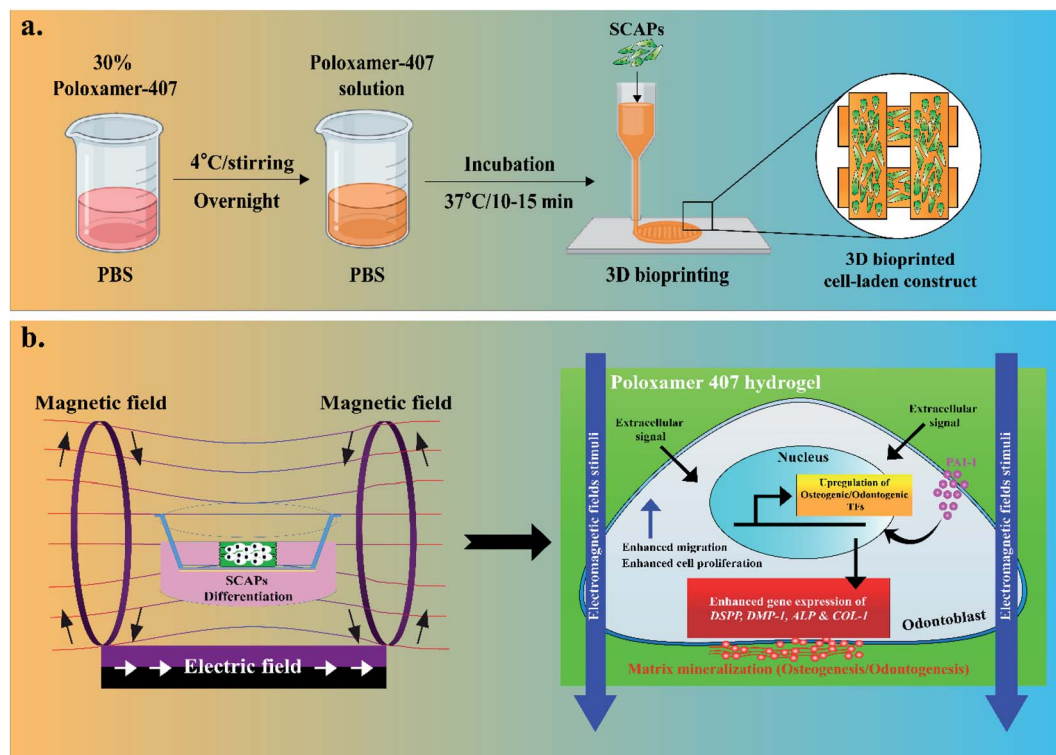 a.
30%
Poloxamer-407
PBS
4°C/stirring
Overnight
Poloxamer-407
solution
PBS
Incubation
37°C/10-15 min
SCAPs
3D bioprinting
3D bioprinted
cell-laden construct
b.
Magnetic field
Magnetic field
SCAPs
Differentiation
Electric field
Poloxamer 407 hydrogel
Electromagnetic fields stimuli
Extracellular
signal
Extracellular
signal
Nucleus
PAI-1
Upregulation of
Osteogenic/Odontogenic
TFs
Enhanced migration
Enhanced cell proliferation
Enhanced gene expression of
DSPP, DMP-1, ALP & COL-1
Odontoblast
Matrix mineralization (Osteogenesis/Odontogenesis)
Electromagnetic fields stimuli